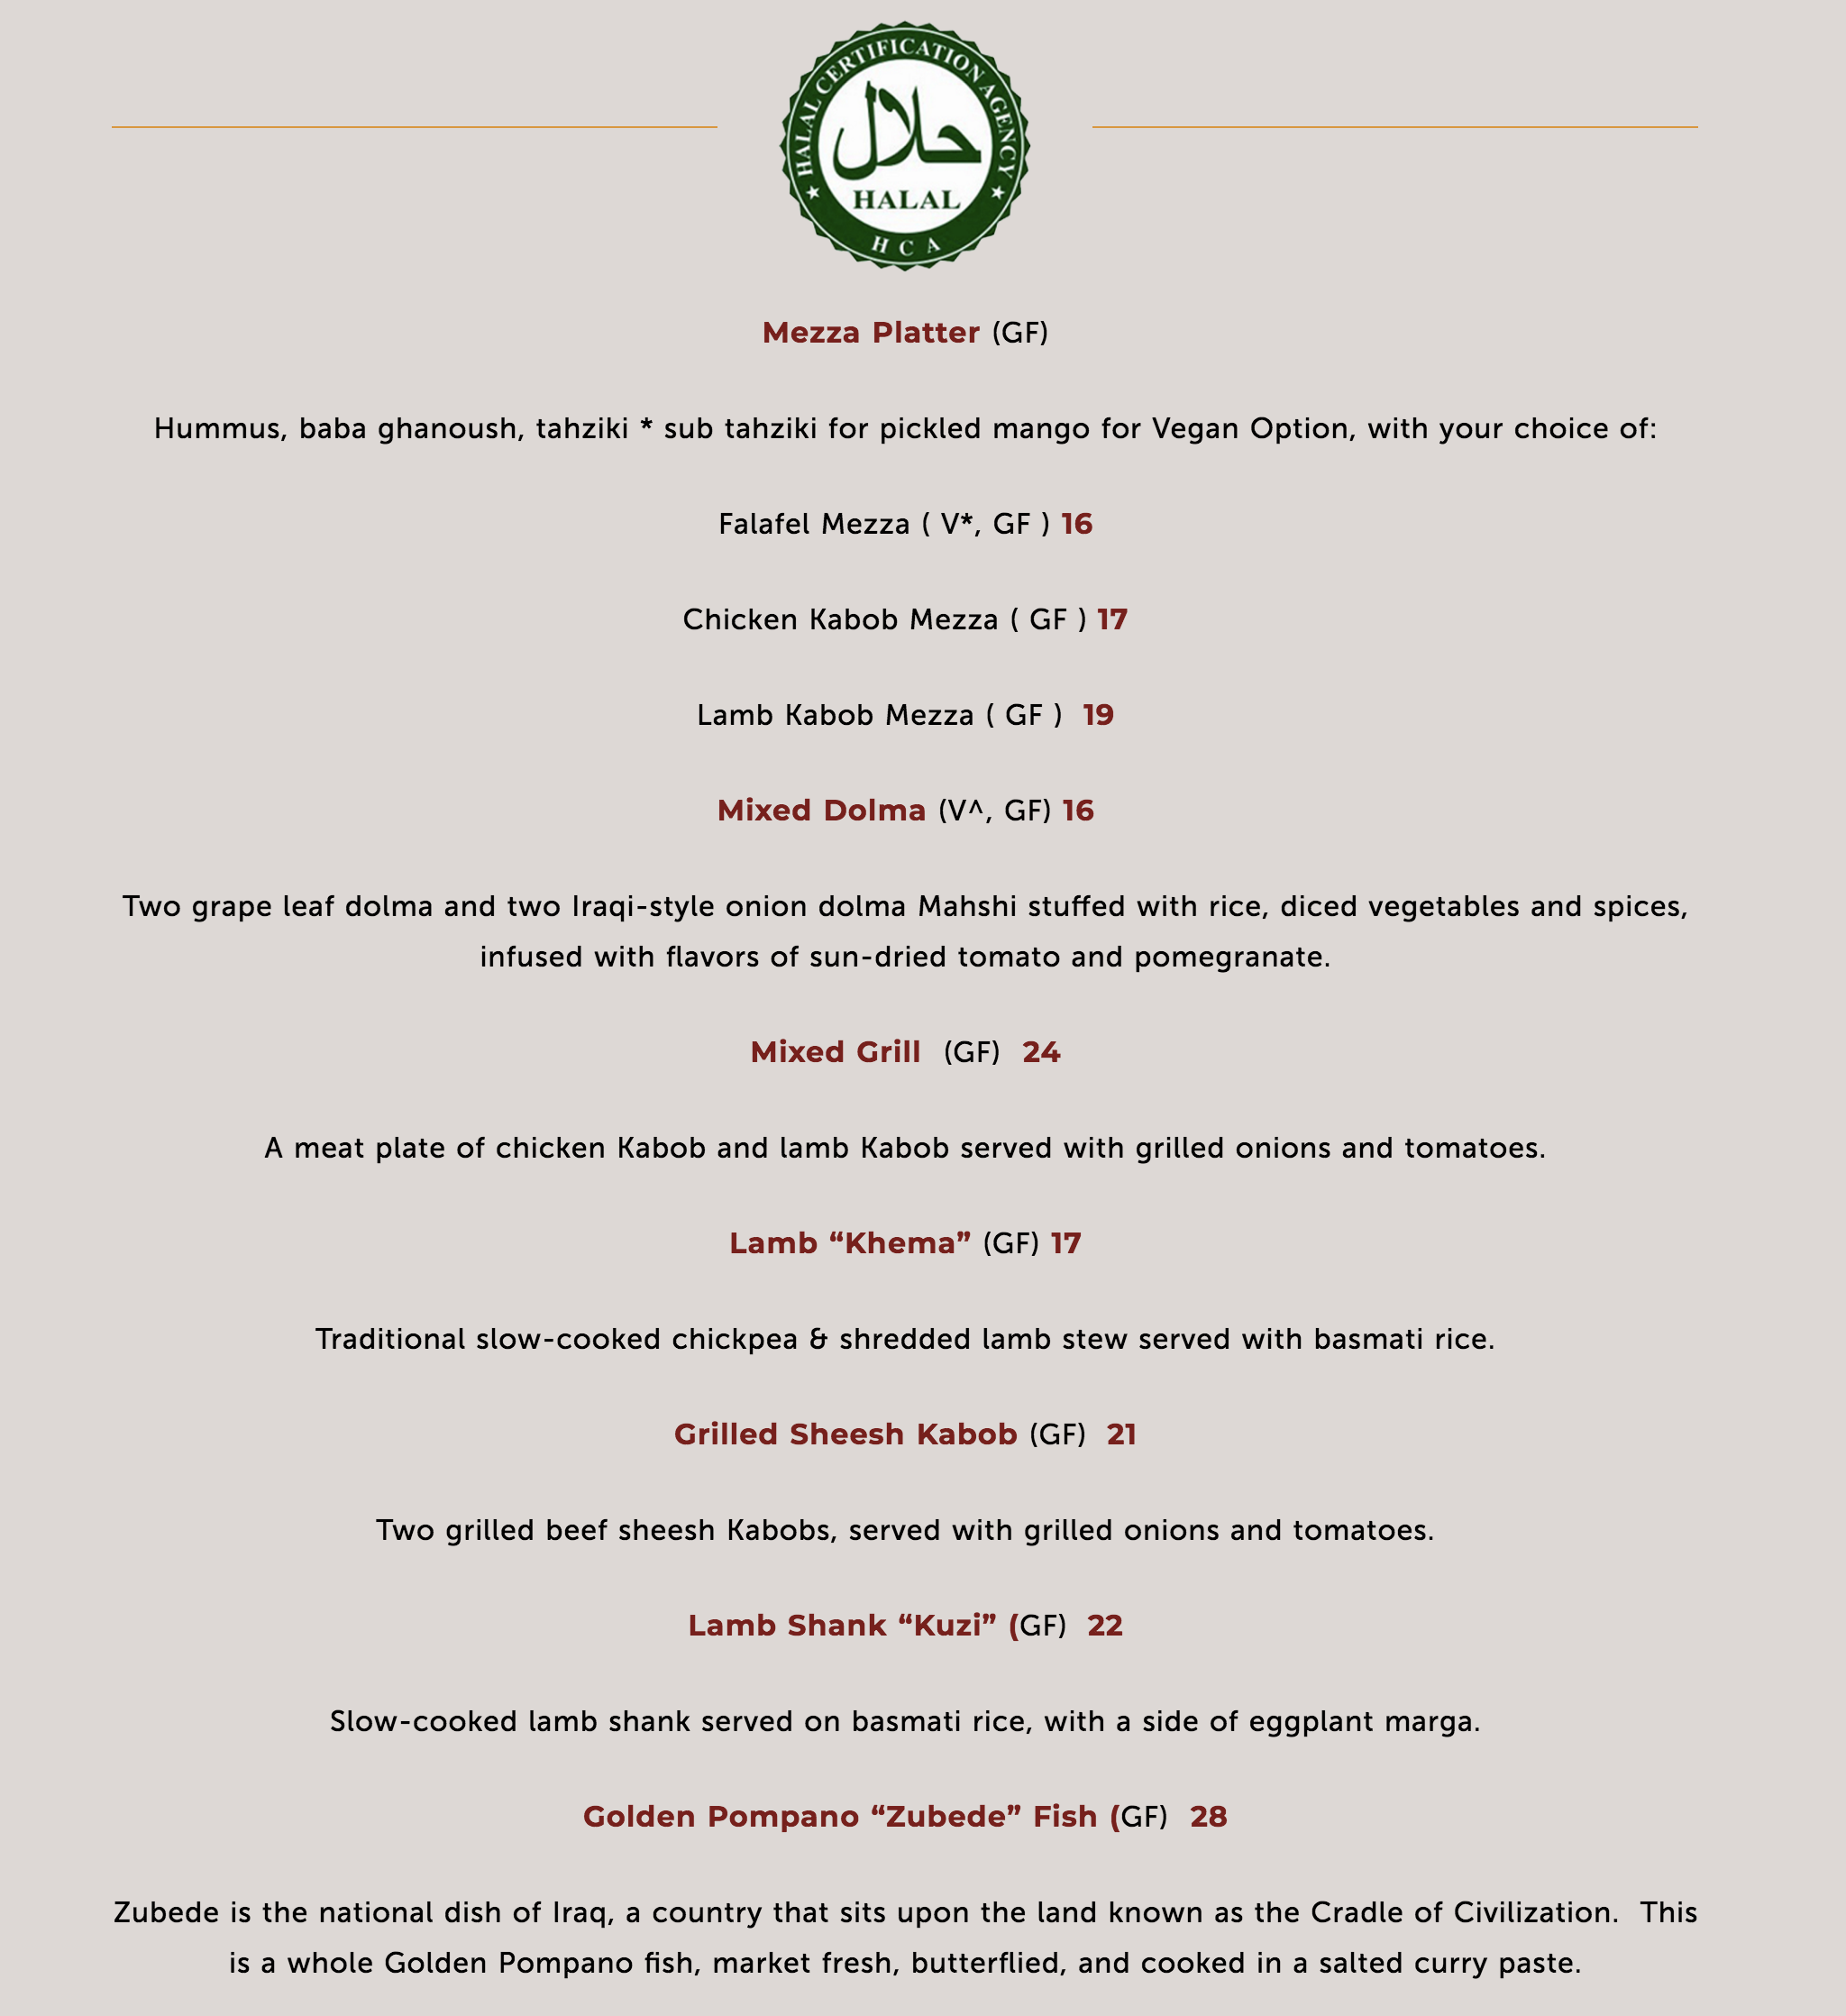 HALAL CERTIFICATION AGENCY
حلال
HALAL
HCA
Mezza Platter (GF)
Hummus, baba ghanoush, tahziki * sub tahziki for pickled mango for Vegan Option, with your choice of:
Falafel Mezza ( V*, GF ) 16
Chicken Kabob Mezza ( GF ) 17
Lamb Kabob Mezza ( GF )  19
Mixed Dolma (V^, GF) 16
Two grape leaf dolma and two Iraqi-style onion dolma Mahshi stuffed with rice, diced vegetables and spices,
infused with flavors of sun-dried tomato and pomegranate.
Mixed Grill  (GF)  24
A meat plate of chicken Kabob and lamb Kabob served with grilled onions and tomatoes.
Lamb “Khema” (GF) 17
Traditional slow-cooked chickpea & shredded lamb stew served with basmati rice.
Grilled Sheesh Kabob (GF)  21
Two grilled beef sheesh Kabobs, served with grilled onions and tomatoes.
Lamb Shank “Kuzi” (GF)  22
Slow-cooked lamb shank served on basmati rice, with a side of eggplant marga.
Golden Pompano “Zubede” Fish (GF)  28
Zubede is the national dish of Iraq, a country that sits upon the land known as the Cradle of Civilization.  This
is a whole Golden Pompano fish, market fresh, butterflied, and cooked in a salted curry paste.